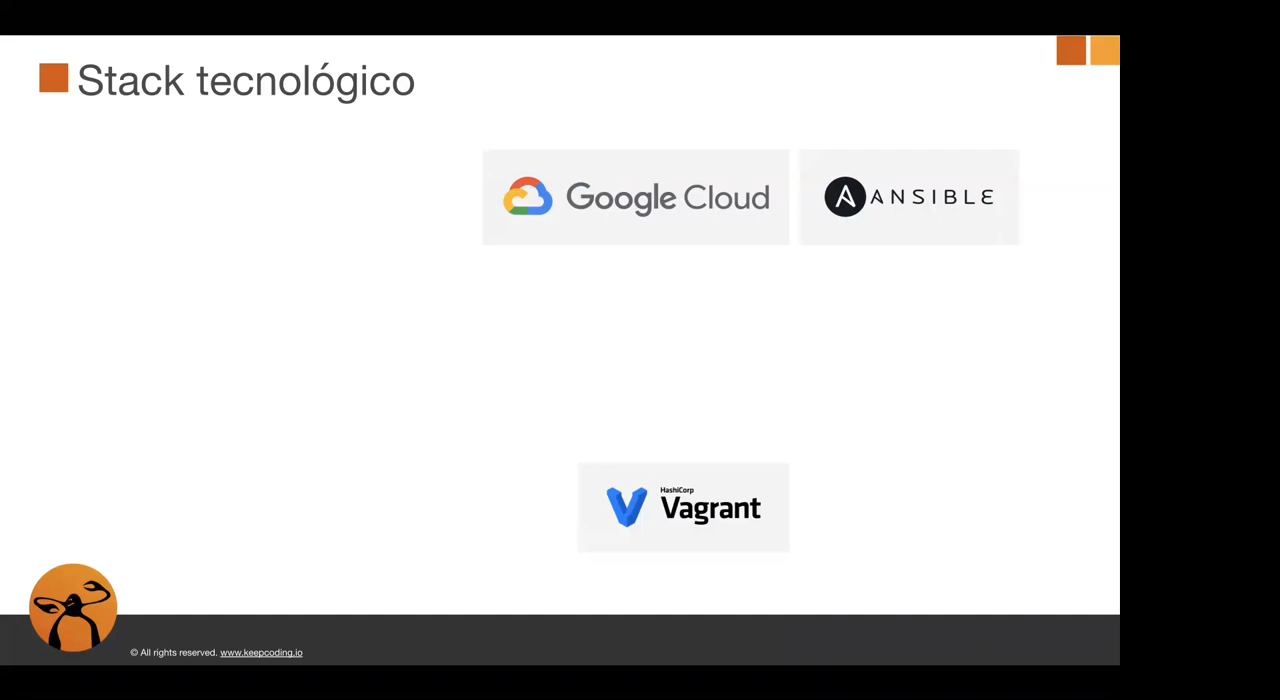 Stack tecnológico
Google Cloud
ANSIBLE
HashiCorp
Vagrant
© All rights reserved. www.keepcoding.io